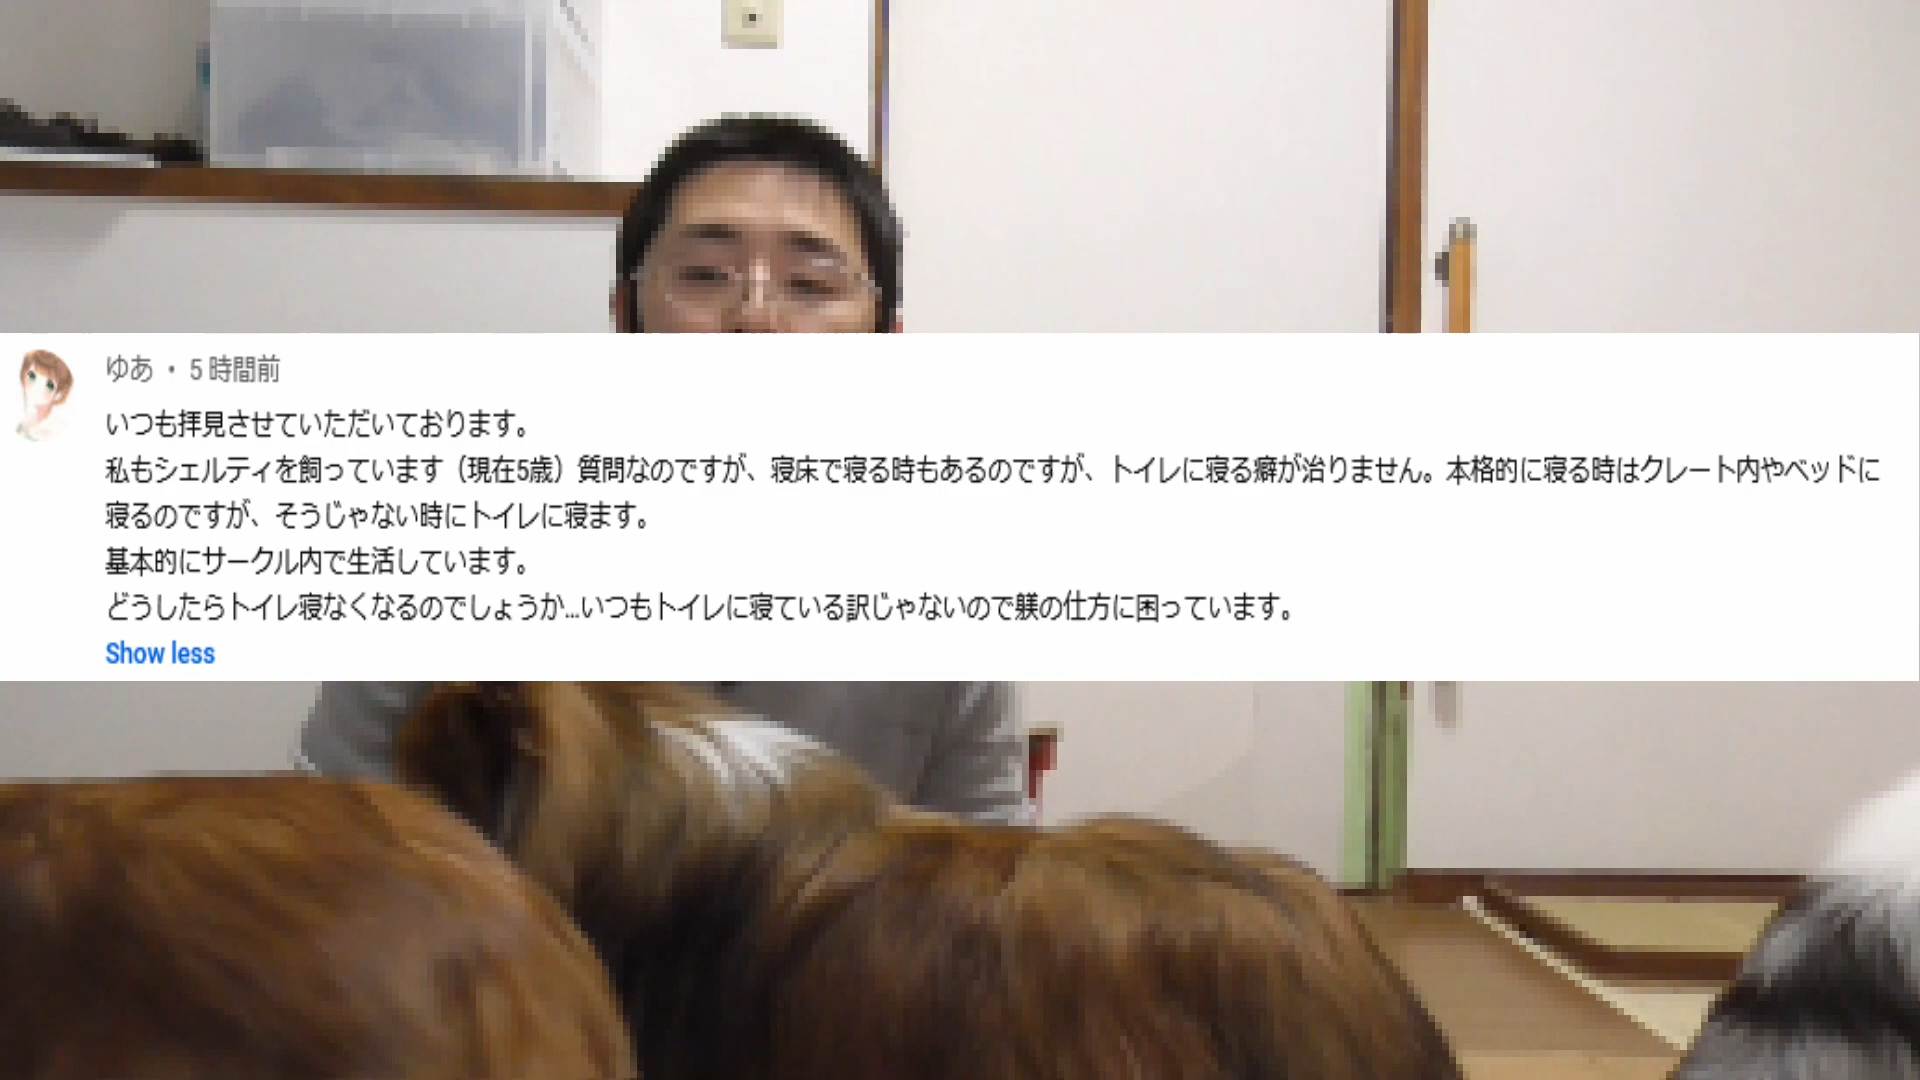 ゆあ • 5 時間前
いつも拝見させていただいております。
私もシェルティを飼っています（現在5歳）質問なのですが、寝床で寝る時もあるのですが、トイレに寝る癖が治りません。本格的に寝る時はクレート内やベッドに
寝るのですが、そうじゃない時にトイレに寝ます。
基本的にサークル内で生活しています。
どうしたらトイレ寝なくなるのでしょうか...いつもトイレに寝ている訳じゃないので躾の仕方に困っています。
Show less